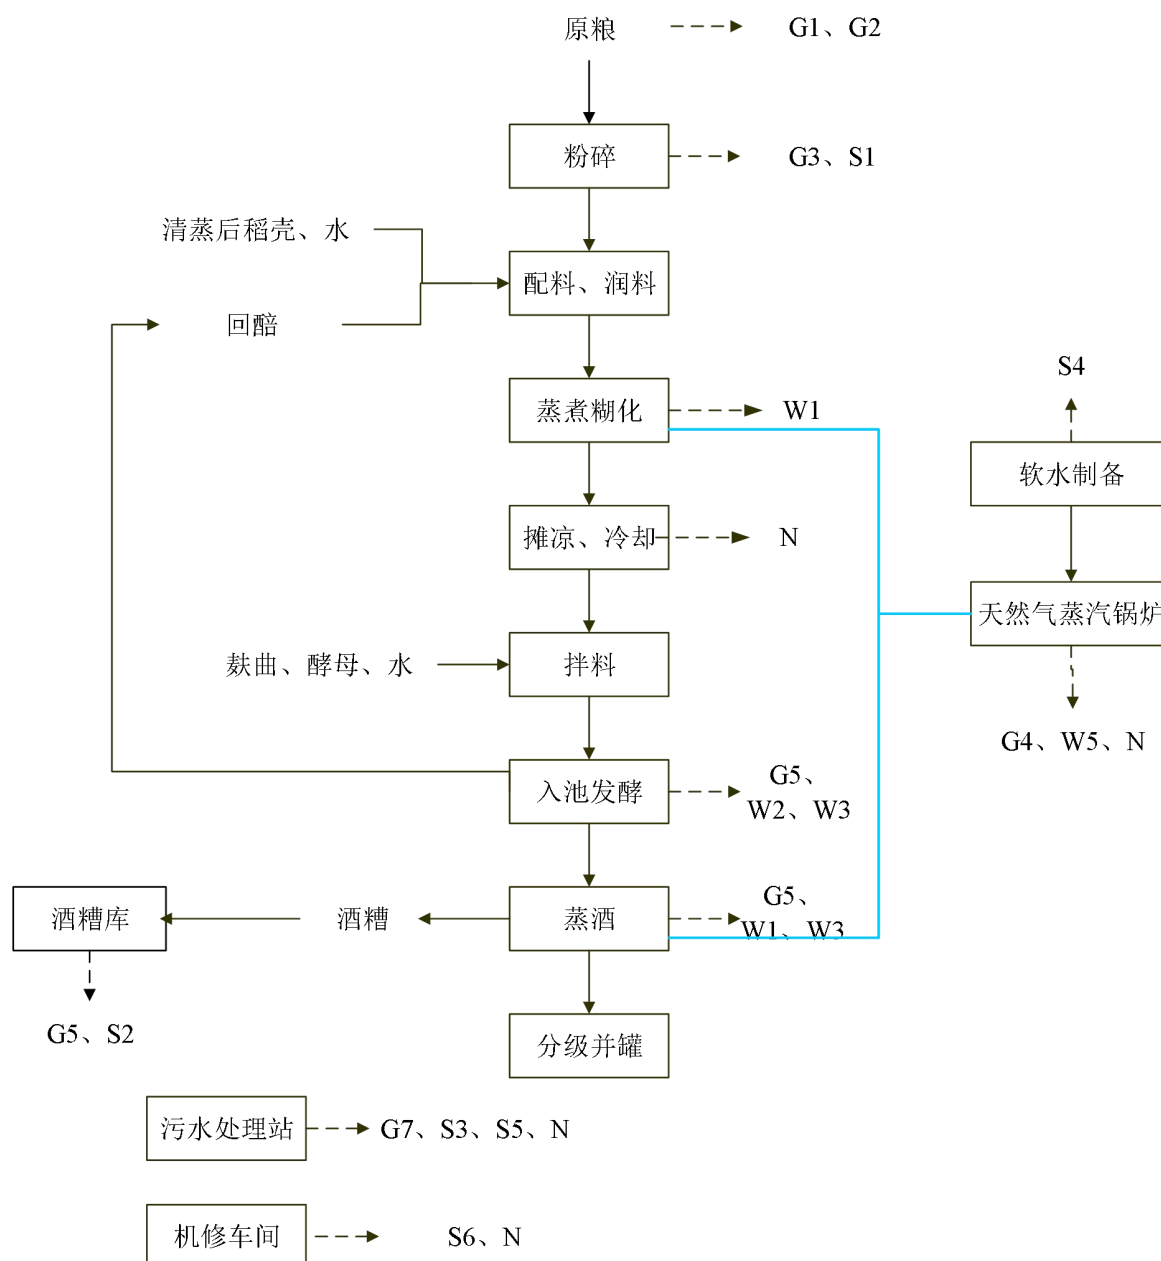 原粮
G1、G2
粉碎
G3、S1
清蒸后稻壳、水
配料、润料
回醅
蒸煮糊化
W1
S4
软水制备
摊凉、冷却
N
天然气蒸汽锅炉
麸曲、酵母、水
拌料
G4、W5、N
入池发酵
G5、
W2、W3
酒糟库
酒糟
蒸酒
G5、
W1、W3
G5、S2
分级并罐
污水处理站
G7、S3、S5、N
机修车间
S6、N